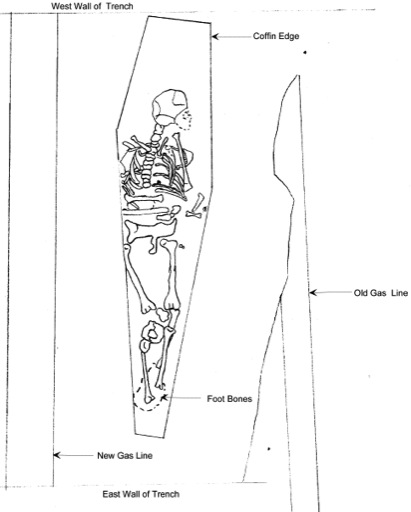 West Wall of Trench
Coffin Edge
Old Gas Line
Foot Bones
New Gas Line
East Wall of Trench